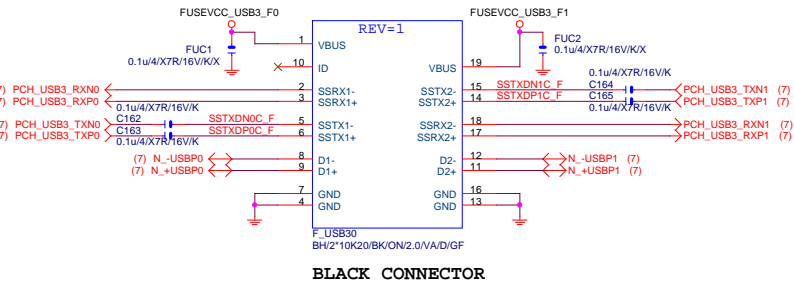 FUSEVCC_USB3_F0
FUSEVCC_USB3_F1
REV=1
FUC1
0.1u/4/X7R/16V/K/X
1
VBUS
10
ID
FUC2
0.1u/4/X7R/16V/K/X
VBUS
19
(7) PCH_USB3_RXN0
2
SSRX1-
(7) PCH_USB3_RXP0
3
SSRX1+
0.1u/4/X7R/16V/K
SSTX2-
15
SSTXDN1C_F
C164
PCH_USB3_TXN1 (7)
SSTX2+
14
SSTXDP1C_F
C165
PCH_USB3_TXP1 (7)
0.1u/4/X7R/16V/K
0.1u/4/X7R/16V/K
7) PCH_USB3_TXN0
C162
SSTXDN0C_F
5
SSTX1-
7) PCH_USB3_TXP0
C163
SSTXDP0C_F
6
SSTX1+
0.1u/4/X7R/16V/K
SSRX2-
18
PCH_USB3_RXN1 (7)
SSRX2+
17
PCH_USB3_RXP1 (7)
(7) N_-USBP0
8
D1-
(7) N_+USBP0
9
D1+
D2-
12
N_-USBP1 (7)
D2+
11
N_+USBP1 (7)
7
GND
4
GND
GND
16
GND
13
F_USB30
BH/2*10K20/BK/ON/2.0/VA/D/GF
BLACK CONNECTOR